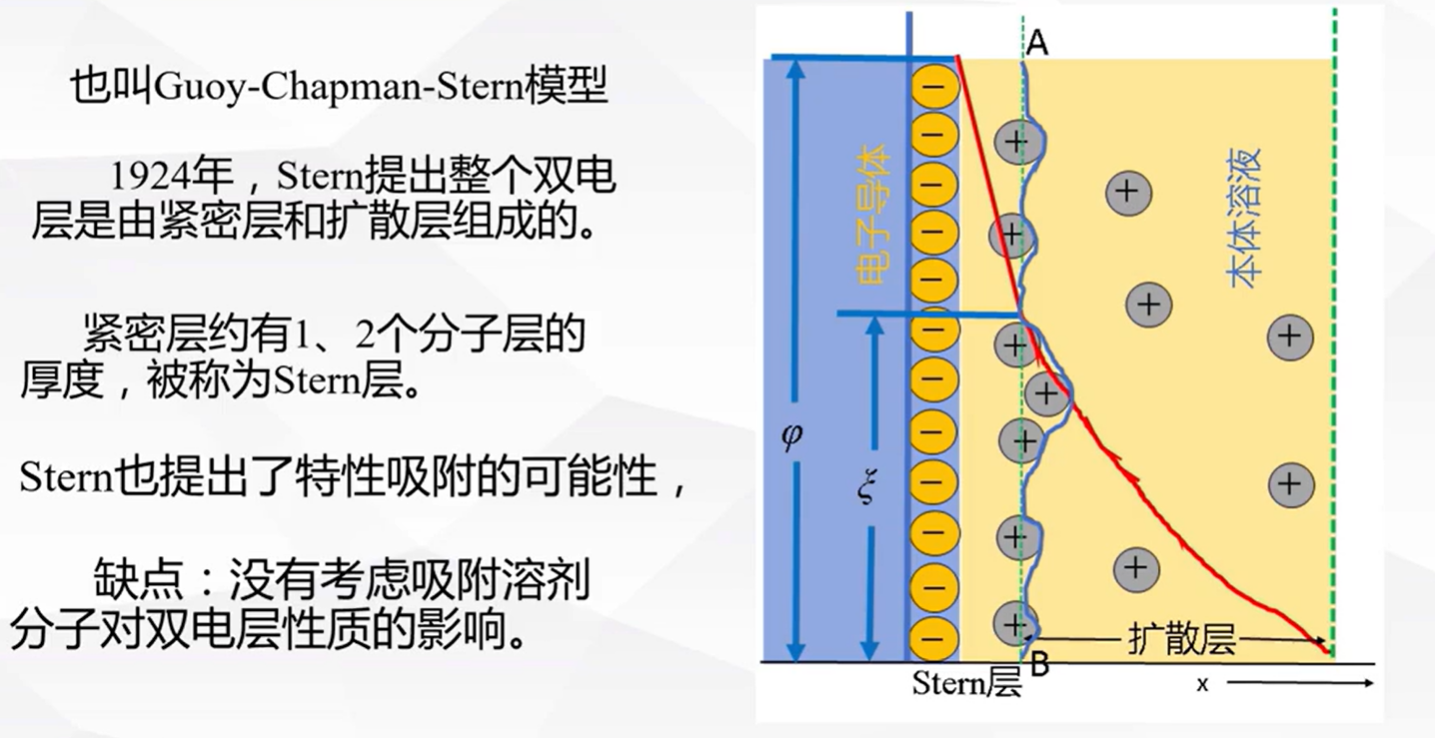 也叫Guoy-Chapman-Stern模型
1924年，Stern提出整个双电
层是由紧密层和扩散层组成的。
紧密层约有1、2个分子层的
厚度，被称为Stern层。
Stern也提出了特性吸附的可能性，
缺点：没有考虑吸附溶剂
分子对双电层性质的影响。
A
电子导体
本体溶液
φ
ξ
扩散层
B
Stern层
x